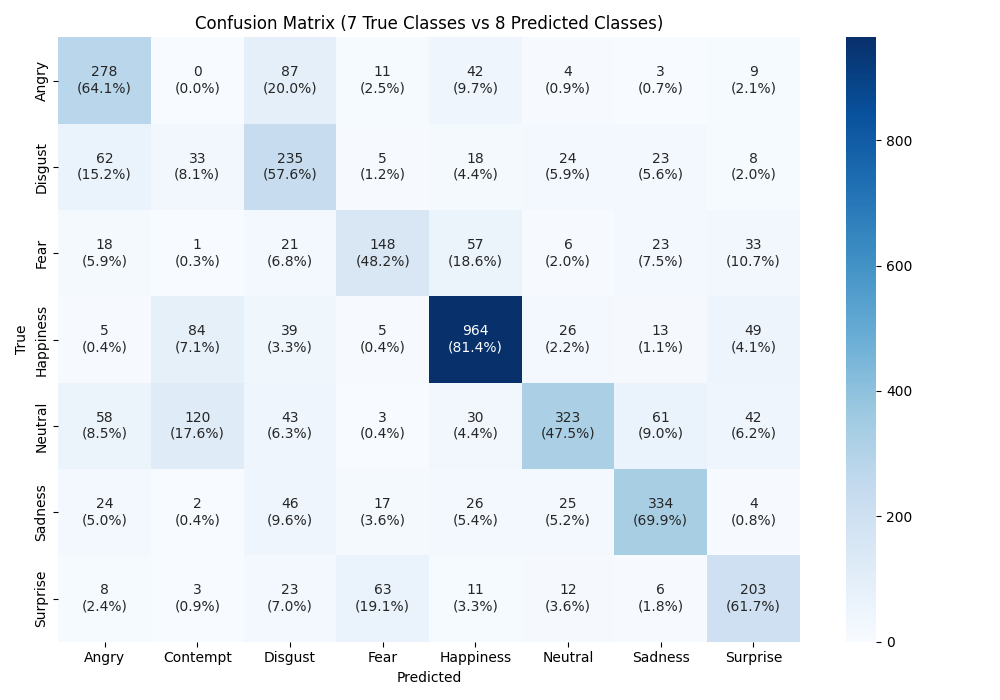 Confusion Matrix (7 True Classes vs 8 Predicted Classes)
True
Angry
278 0 87 11 42 4 3 9
(64.1%) (0.0%) (20.0%) (2.5%) (9.7%) (0.9%) (0.7%) (2.1%)
Disgust
62 33 235 5 18 24 23 8
(15.2%) (8.1%) (57.6%) (1.2%) (4.4%) (5.9%) (5.6%) (2.0%)
Fear
18 1 21 148 57 6 23 33
(5.9%) (0.3%) (6.8%) (48.2%) (18.6%) (2.0%) (7.5%) (10.7%)
Happiness
5 84 39 5 964 26 13 49
(0.4%) (7.1%) (3.3%) (0.4%) (81.4%) (2.2%) (1.1%) (4.1%)
Neutral
58 120 43 3 30 323 61 42
(8.5%) (17.6%) (6.3%) (0.4%) (4.4%) (47.5%) (9.0%) (6.2%)
Sadness
24 2 46 17 26 25 334 4
(5.0%) (0.4%) (9.6%) (3.6%) (5.4%) (5.2%) (69.9%) (0.8%)
Surprise
8 3 23 63 11 12 6 203
(2.4%) (0.9%) (7.0%) (19.1%) (3.3%) (3.6%) (1.8%) (61.7%)
Angry Contempt Disgust Fear Happiness Neutral Sadness Surprise
Predicted
800
600
400
200
0